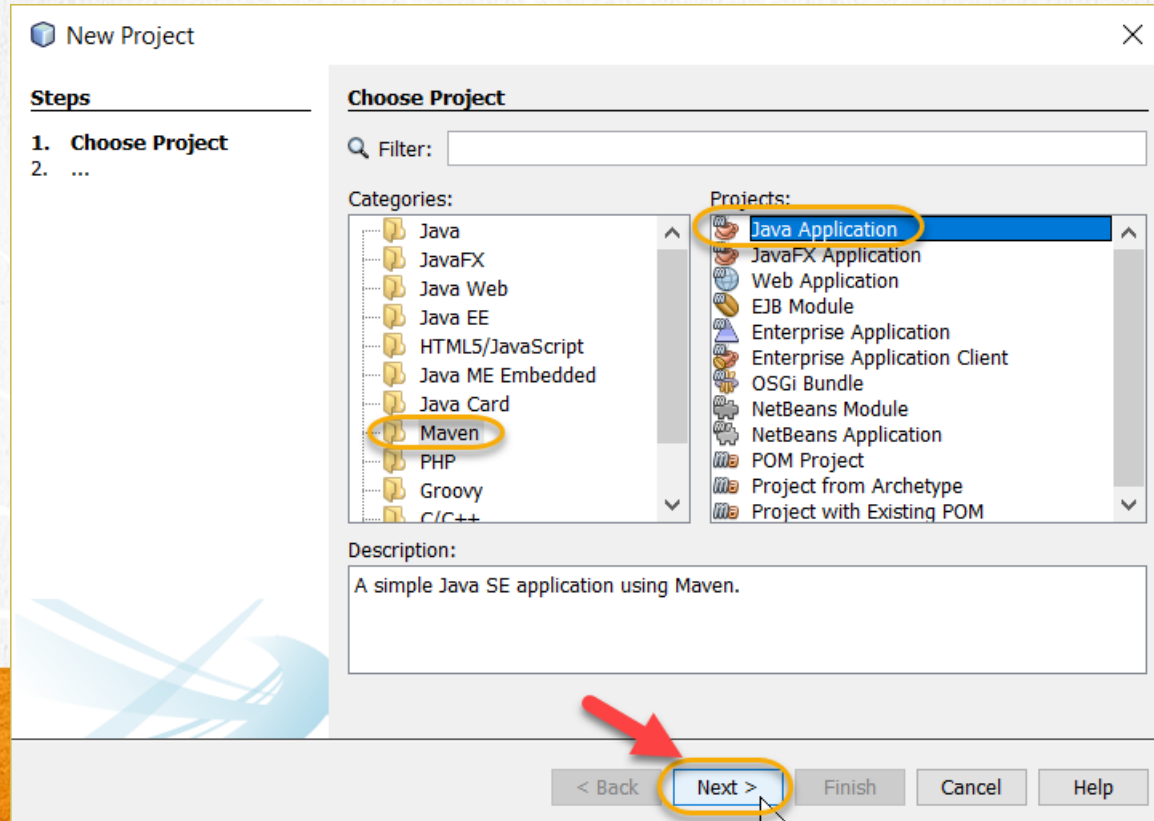 New Project
Steps
1. Choose Project
2. ...
Choose Project
Filter:
Categories:
Java
JavaFX
Java Web
Java EE
HTML5/JavaScript
Java ME Embedded
Java Card
Maven
PHP
Groovy
C/C++
Projects:
Java Application
JavaFX Application
Web Application
EJB Module
Enterprise Application
Enterprise Application Client
OSGi Bundle
NetBeans Module
NetBeans Application
POM Project
Project from Archetype
Project with Existing POM
Description:
A simple Java SE application using Maven.
< Back Next > Finish Cancel Help